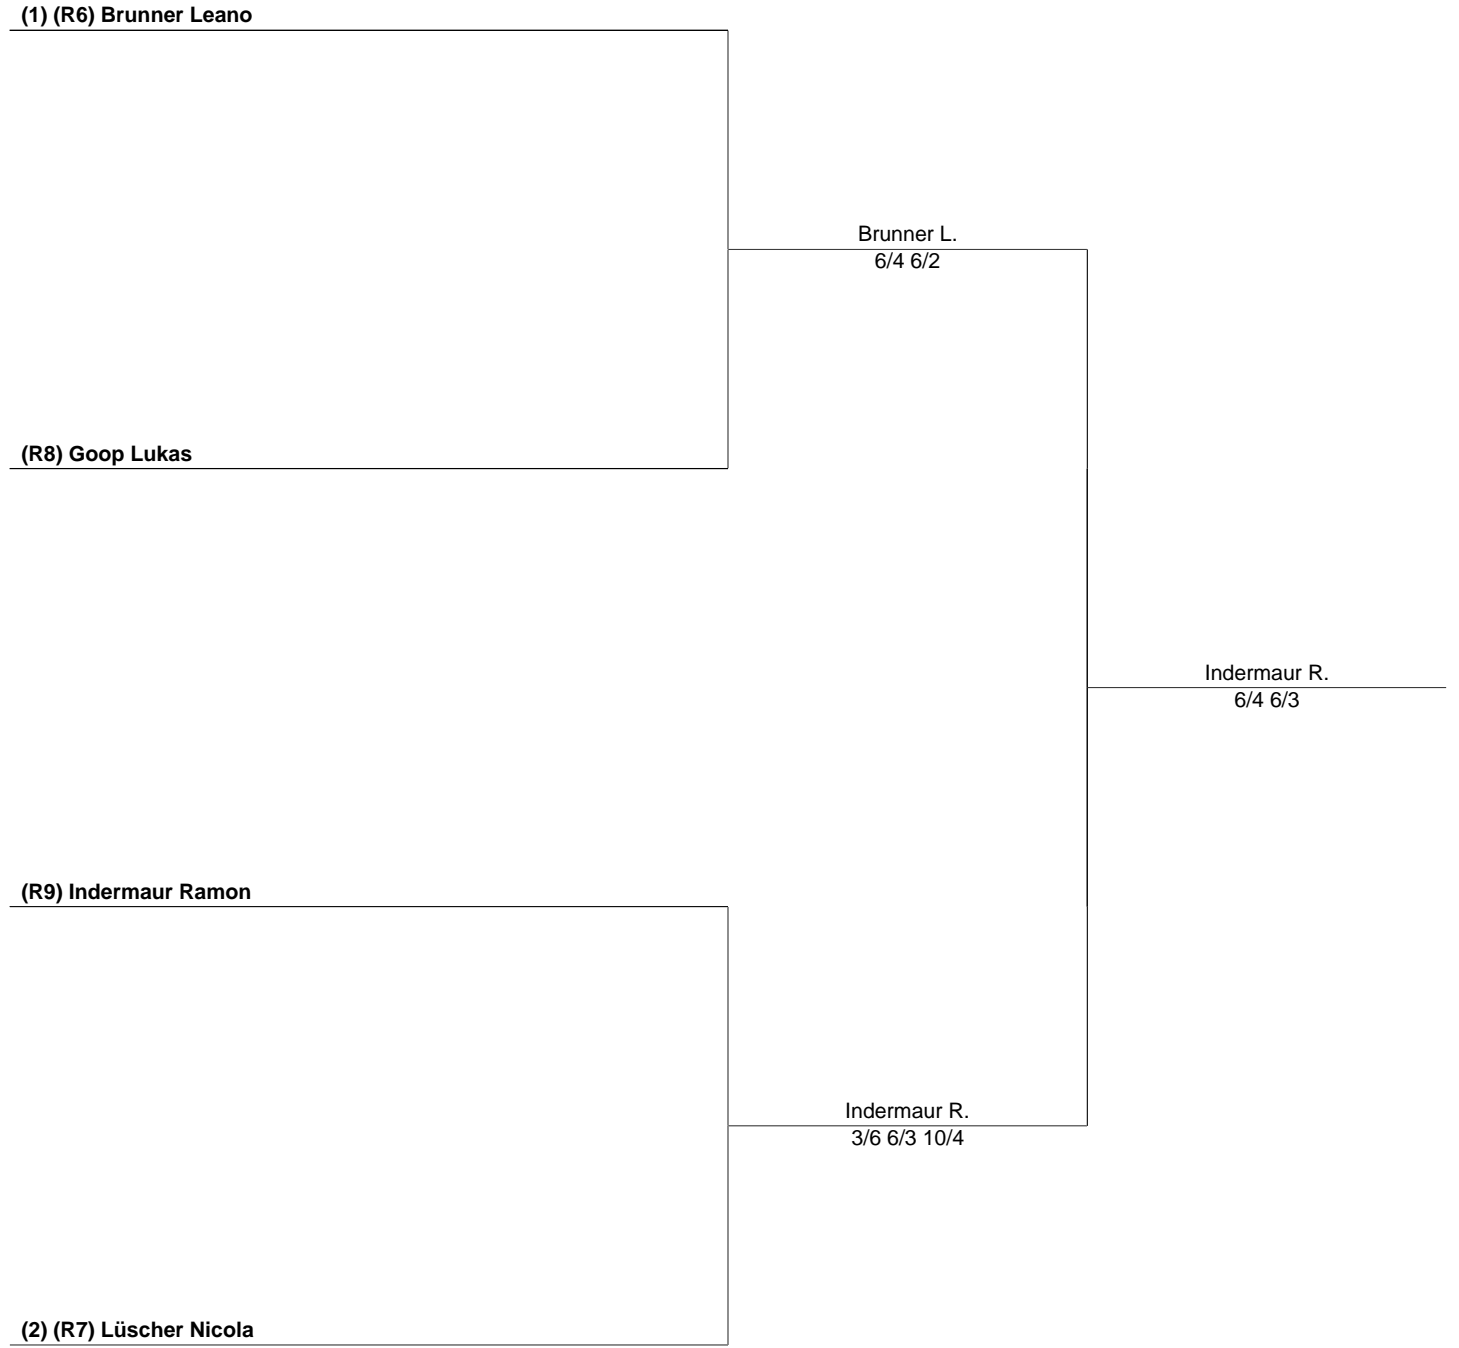 (1) (R6) Brunner Leano
Brunner L.
6/4 6/2
(R8) Goop Lukas
Indermaur R.
6/4 6/3
(R9) Indermaur Ramon
Indermaur R.
3/6 6/3 10/4
(2) (R7) Lüscher Nicola